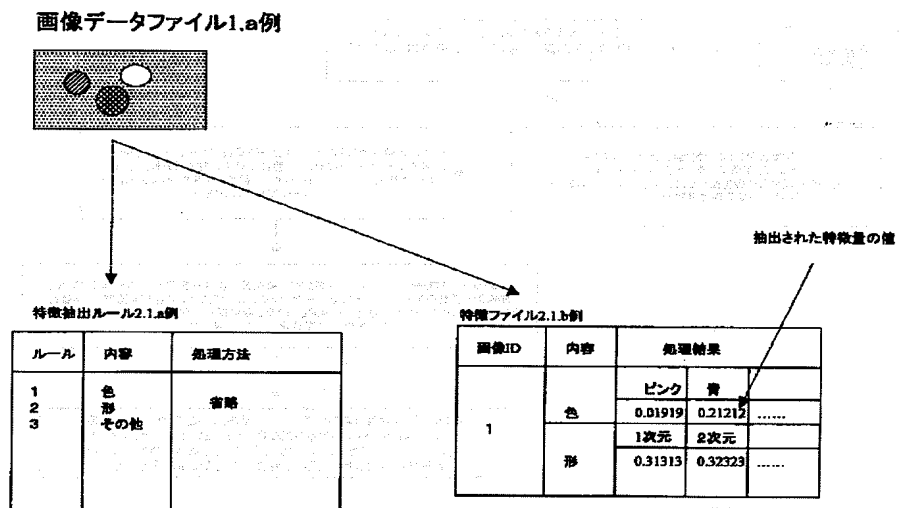 画像データファイル1.a例
抽出された特徴量の値
特徴抽出ルール2.1.a例
ルール 内容 処理方法
1 色 省略
2 形
3 その他
特徴ファイル2.1.b例
画像ID 内容 処理結果
ピンク 青
色 0.01919 0.21212 ......
1
1次元 2次元
形 0.31313 0.32323 ......